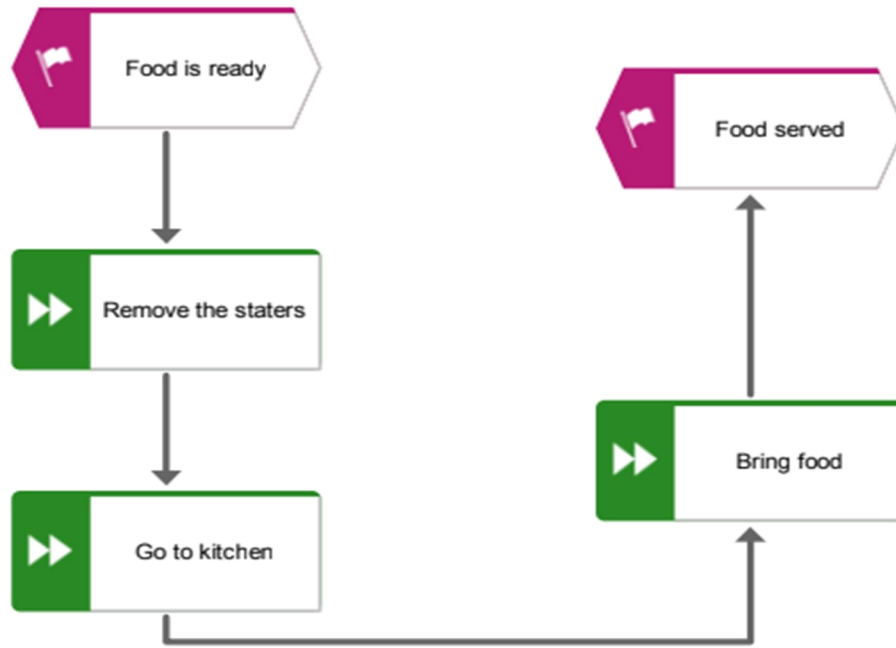 Food is ready
Remove the staters
Go to kitchen
Bring food
Food served